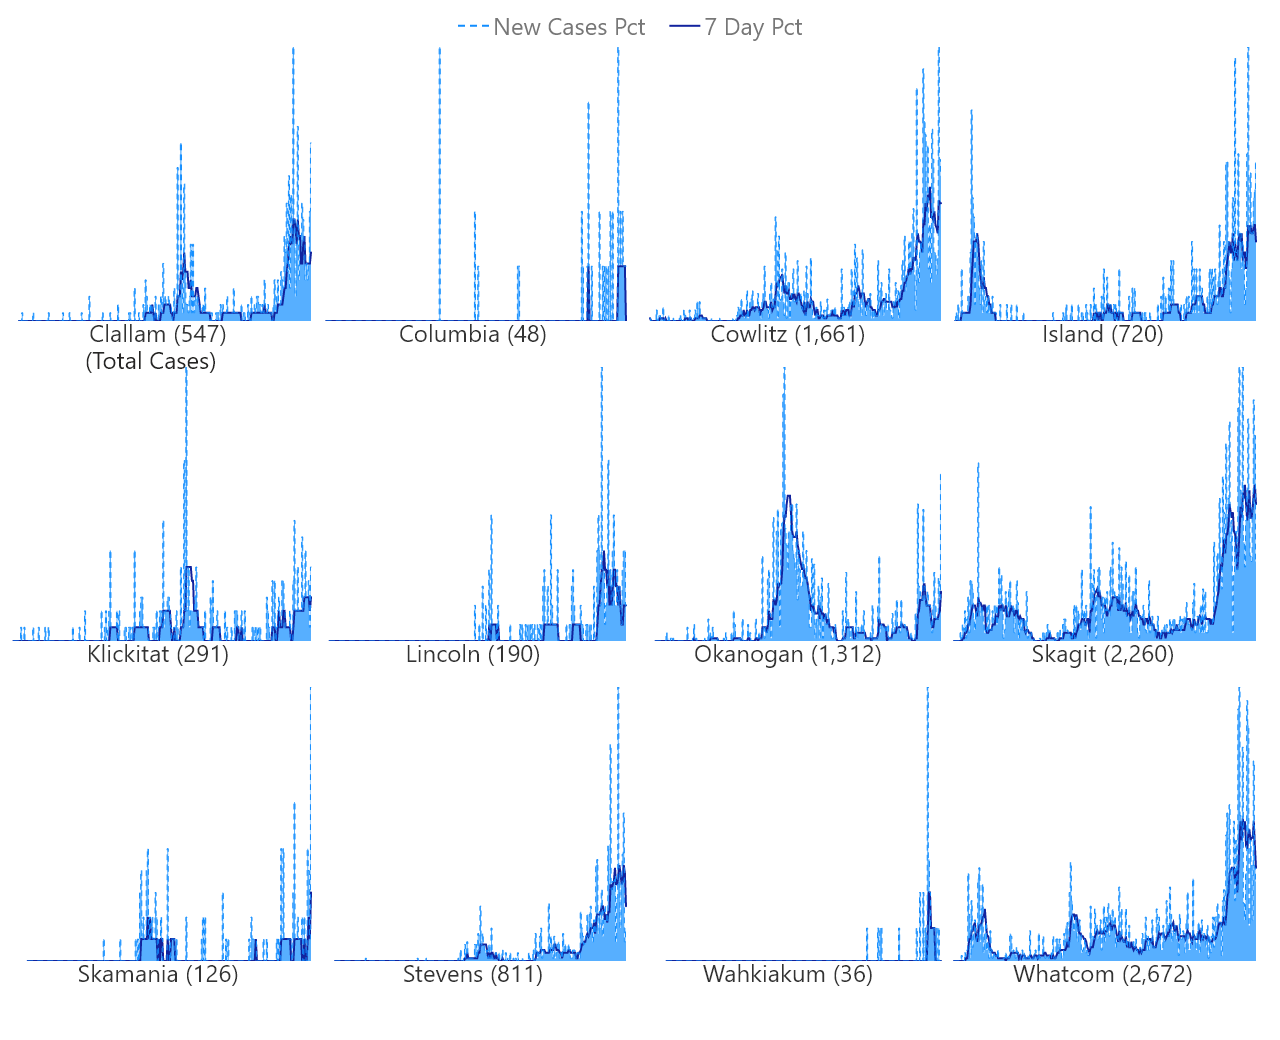 New Cases Pct 7 Day Pct
Clallam (547) Columbia (48) Cowlitz (1,661) Island (720)
(Total Cases)
Klickitat (291) Lincoln (190) Okanogan (1,312) Skagit (2,260)
Skamania (126) Stevens (811) Wahkiakum (36) Whatcom (2,672)